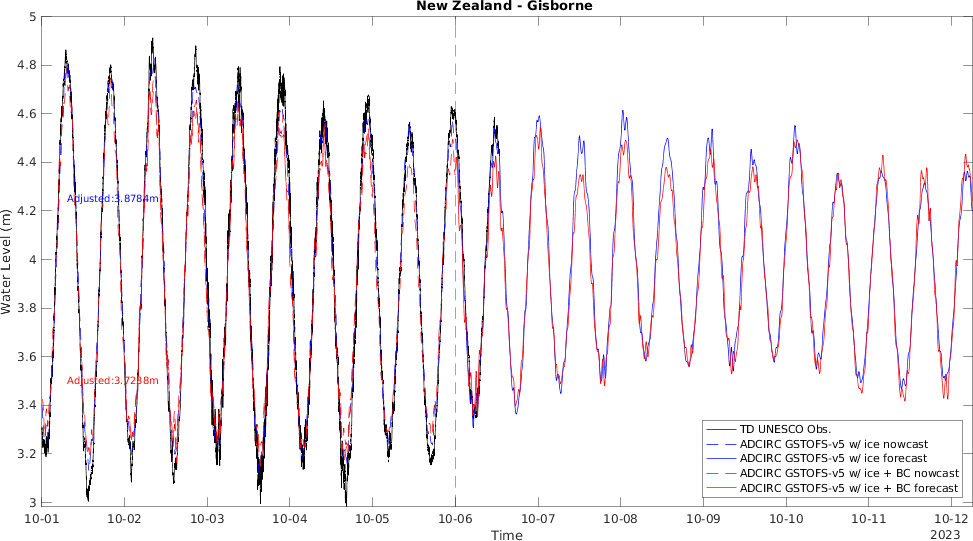 New Zealand - Gisborne
5
4.8
4.6
4.4
4.2
4
3.8
3.6
3.4
3.2
3
Water Level (m)
Adjusted:3.8784m
Adjusted:3.7238m
TD UNESCO Obs.
ADCIRC GSTOFS-v5 w/ ice nowcast
ADCIRC GSTOFS-v5 w/ ice forecast
ADCIRC GSTOFS-v5 w/ ice + BC nowcast
ADCIRC GSTOFS-v5 w/ ice + BC forecast
10-01 10-02 10-03 10-04 10-05 10-06 10-07 10-08 10-09 10-10 10-11 10-12
Time
2023